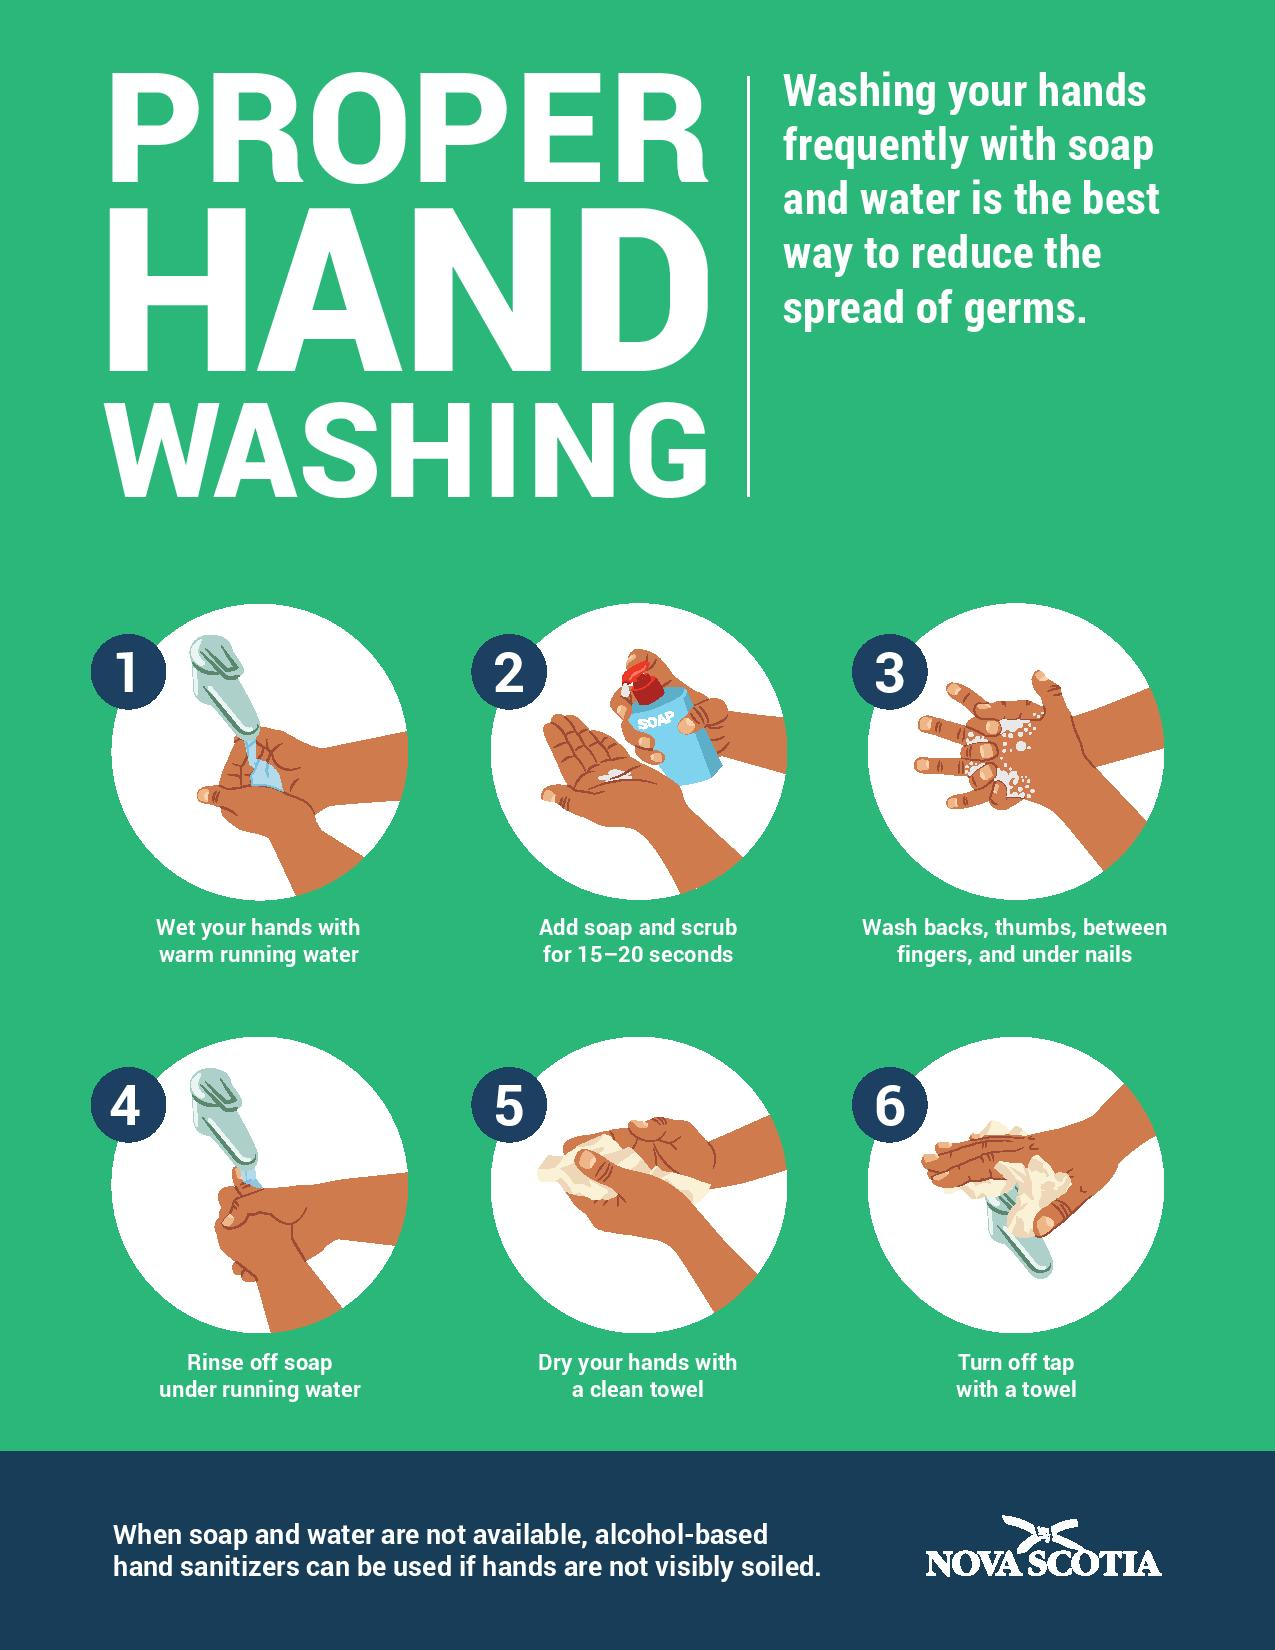 PROPER
HAND
WASHING
Washing your hands
frequently with soap
and water is the best
way to reduce the
spread of germs.
1
Wet your hands with
warm running water
2
SOAP
Add soap and scrub
for 15–20 seconds
3
Wash backs, thumbs, between
fingers, and under nails
4
Rinse off soap
under running water
5
Dry your hands with
a clean towel
6
Turn off tap
with a towel
When soap and water are not available, alcohol-based
hand sanitizers can be used if hands are not visibly soiled.
NOVA SCOTIA